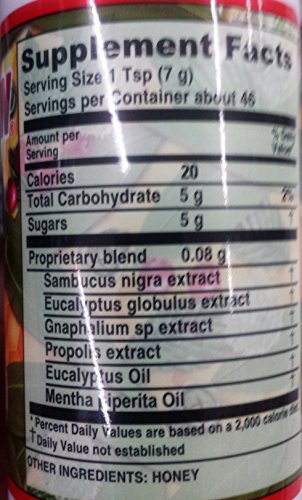 Supplement Facts
Serving Size 1 Tsp (7 g)
Servings per Container about 46
Amount per % Daily
Serving Value*
Calories 20
Total Carbohydrate 5 g 2%
Sugars 5 g †
Proprietary blend 0.08 g
Sambucus nigra extract †
Eucalyptus globulus extract †
Gnaphalium sp extract †
Propolis extract †
Eucalyptus Oil †
Mentha piperita Oil †
* Percent Daily Values are based on a 2,000 calorie
† Daily Value not established
OTHER INGREDIENTS: HONEY